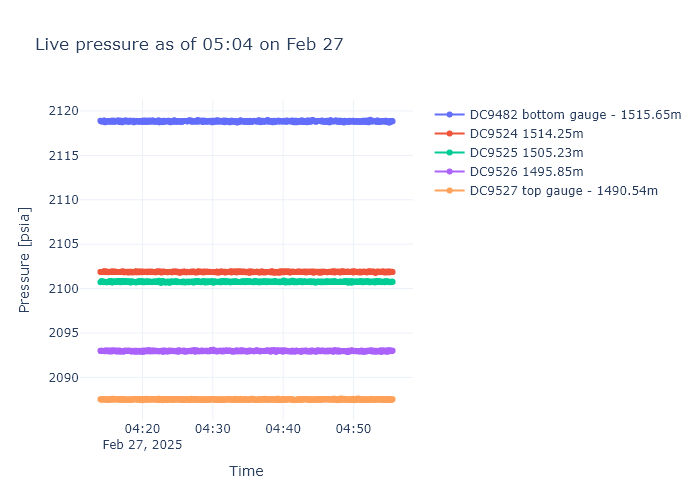 Live pressure as of 05:04 on Feb 27
DC9482 bottom gauge - 1515.65m
DC9524 1514.25m
DC9525 1505.23m
DC9526 1495.85m
DC9527 top gauge - 1490.54m
Pressure [psia]
2120
2115
2110
2105
2100
2095
2090
04:20
04:30
04:40
04:50
Feb 27, 2025
Time